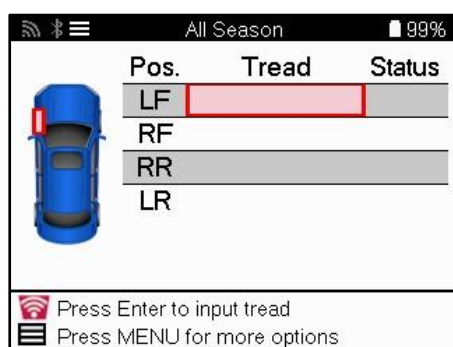 All Season 99%
Pos. Tread Status
LF
RF
RR
LR
Press Enter to input tread
Press MENU for more options